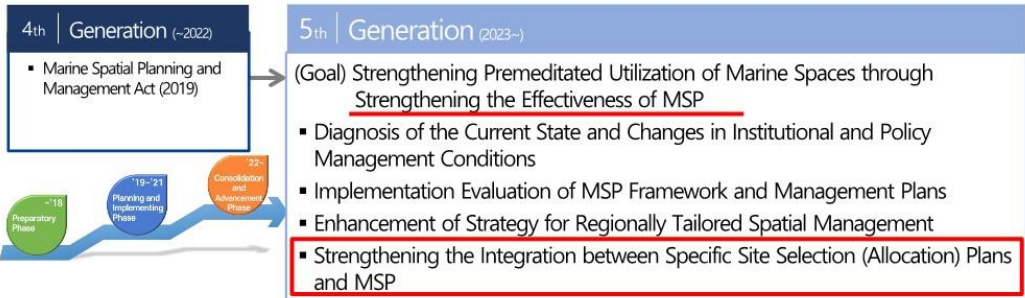 4th | Generation (~2022)
▪ Marine Spatial Planning and
Management Act (2019)
~'18
Preparatory
Phase
'19~'21
Planning and
Implementing
Phase
'22~
Consolidation
and
Advancement
Phase
5th | Generation (2023~)
(Goal) Strengthening Premeditated Utilization of Marine Spaces through
Strengthening the Effectiveness of MSP
▪ Diagnosis of the Current State and Changes in Institutional and Policy
Management Conditions
▪ Implementation Evaluation of MSP Framework and Management Plans
▪ Enhancement of Strategy for Regionally Tailored Spatial Management
▪ Strengthening the Integration between Specific Site Selection (Allocation) Plans
and MSP